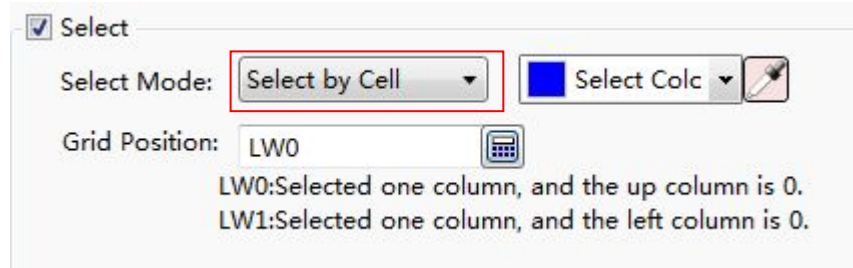 Select
Select Mode: Select by Cell Select Colc
Grid Position: LW0
LW0:Selected one column, and the up column is 0.
LW1:Selected one column, and the left column is 0.